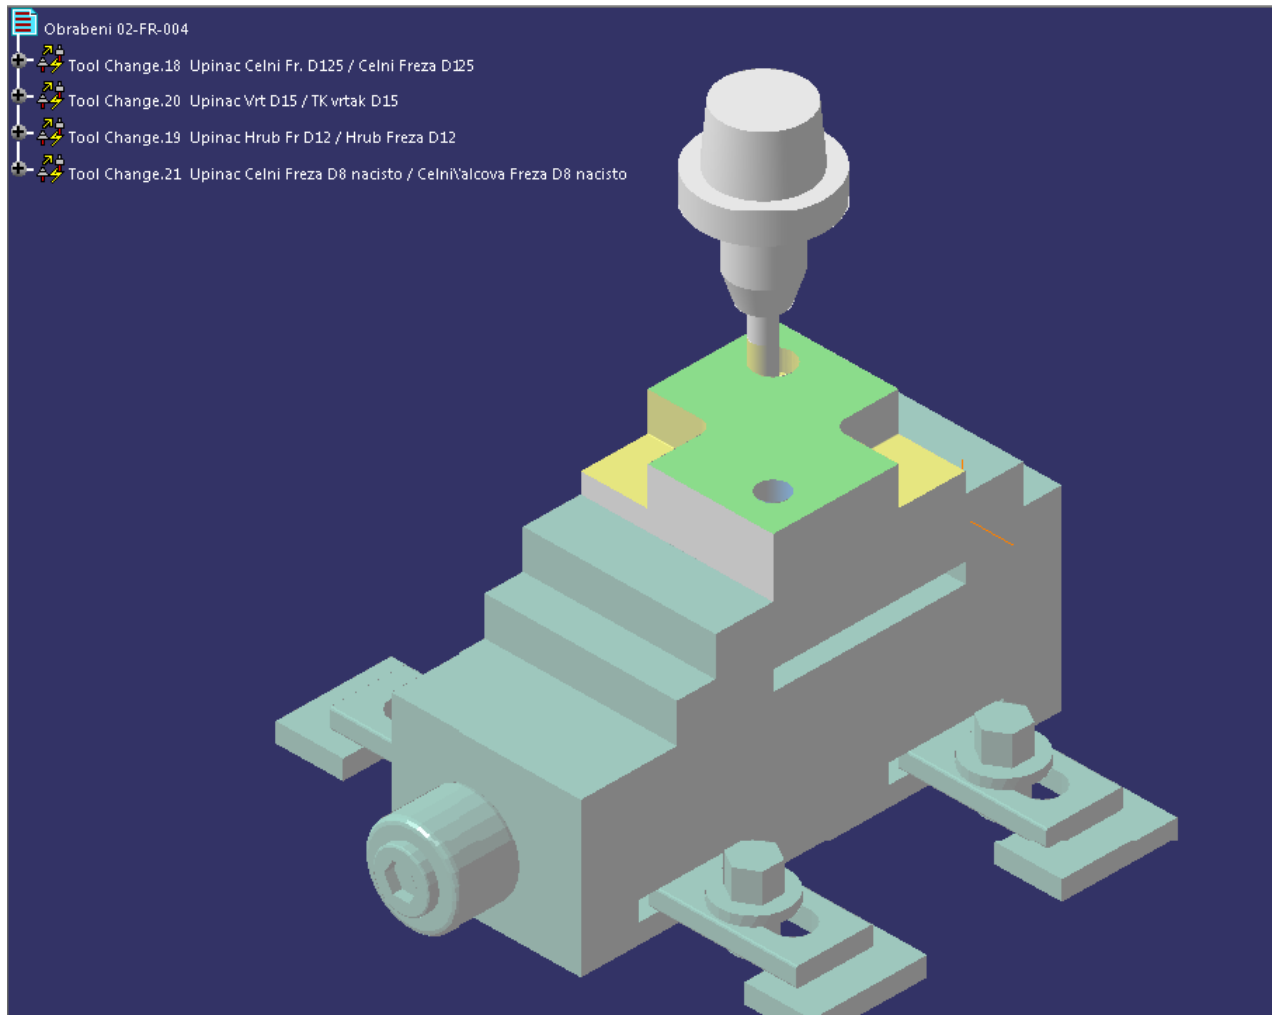 Obrabeni 02-FR-004
Tool Change.18 Upinac Celni Fr. D125 / Celni Freza D125
Tool Change.20 Upinac Vrt D15 / TK vrtak D15
Tool Change.19 Upinac Hrub Fr D12 / Hrub Freza D12
Tool Change.21 Upinac Celni Freza D8 nacisto / Celni\'alcova Freza D8 nacisto